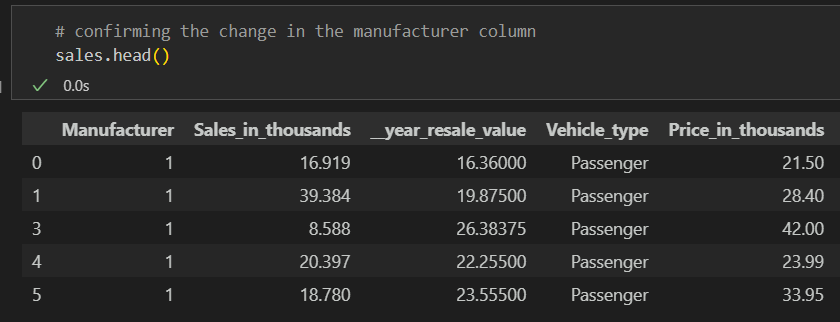 # confirming the change in the manufacturer column
sales.head()
0.0s
Manufacturer Sales_in_thousands __year_resale_value Vehicle_type Price_in_thousands
0 1 16.919 16.36000 Passenger 21.50
1 1 39.384 19.87500 Passenger 28.40
3 1 8.588 26.38375 Passenger 42.00
4 1 20.397 22.25500 Passenger 23.99
5 1 18.780 23.55500 Passenger 33.95